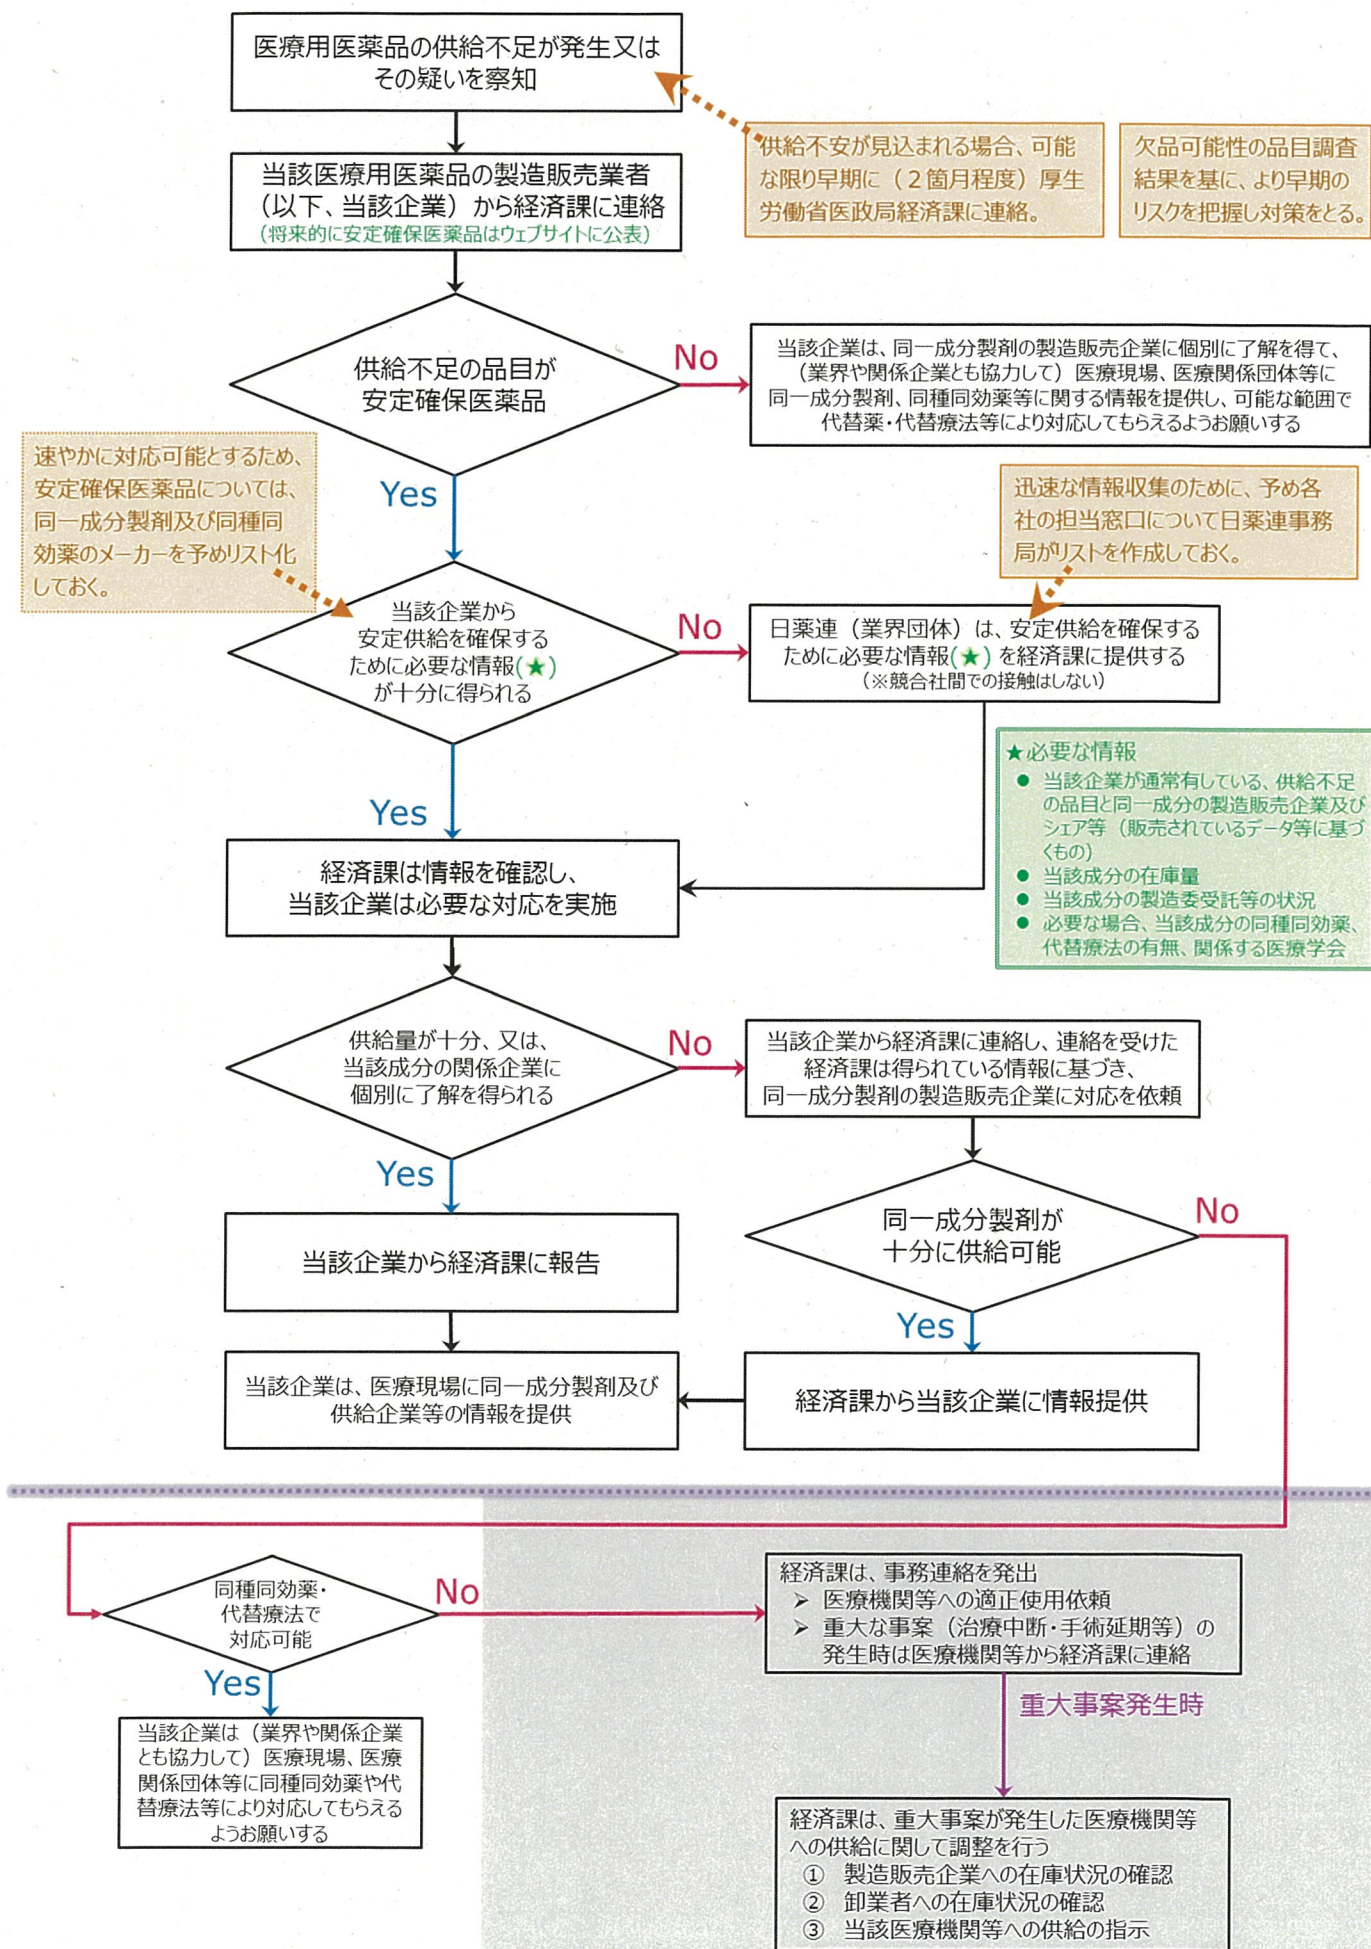 医療用医薬品の供給不足が発生又は
その疑いを察知
供給不安が見込まれる場合、可能
な限り早期に（２箇月程度）厚生
労働省医政局経済課に連絡。
欠品可能性の品目調査
結果を基に、より早期の
リスクを把握し対策をとる。
当該医療用医薬品の製造販売業者
（以下、当該企業）から経済課に連絡
（将来的に安定確保医薬品はウェブサイトに公表）
供給不足の品目が
安定確保医薬品
No
当該企業は、同一成分製剤の製造販売企業に個別に了解を得て、
（業界や関係企業とも協力して）医療現場、医療関係団体等に
同一成分製剤、同種同効薬等に関する情報を提供し、可能な範囲で
代替薬・代替療法等により対応してもらえるようお願いする
Yes
速やかに対応可能とするため、
安定確保医薬品については、
同一成分製剤及び同種同
効薬のメーカーを予めリスト化
しておく。
迅速な情報収集のために、予め各
社の担当窓口について日薬連事務
局がリストを作成しておく。
当該企業から
安定供給を確保する
ために必要な情報(★)
が十分に得られる
No
日薬連（業界団体）は、安定供給を確保する
ために必要な情報(★)を経済課に提供する
（※競合社間での接触はしない）
Yes
★必要な情報
● 当該企業が通常有している、供給不足
の品目と同一成分の製造販売企業及び
シェア等（販売されているデータ等に基づ
くもの）
● 当該成分の在庫量
● 当該成分の製造委受託等の状況
● 必要な場合、当該成分の同種同効薬、
代替療法の有無、関係する医療学会
経済課は情報を確認し、
当該企業は必要な対応を実施
供給量が十分、又は、
当該成分の関係企業に
個別に了解を得られる
No
当該企業から経済課に連絡し、連絡を受けた
経済課は得られている情報に基づき、
同一成分製剤の製造販売企業に対応を依頼
Yes
同一成分製剤が
十分に供給可能
No
当該企業から経済課に報告
Yes
当該企業は、医療現場に同一成分製剤及び
供給企業等の情報を提供
経済課から当該企業に情報提供
同種同効薬・
代替療法で
対応可能
No
経済課は、事務連絡を発出
➢ 医療機関等への適正使用依頼
➢ 重大な事案（治療中断・手術延期等）の
発生時は医療機関等から経済課に連絡
Yes
重大事案発生時
当該企業は（業界や関係企業
とも協力して）医療現場、医療
関係団体等に同種同効薬や代
替療法等により対応してもらえる
ようお願いする
経済課は、重大事案が発生した医療機関等
への供給に関して調整を行う
① 製造販売企業への在庫状況の確認
② 卸業者への在庫状況の確認
③ 当該医療機関等への供給の指示